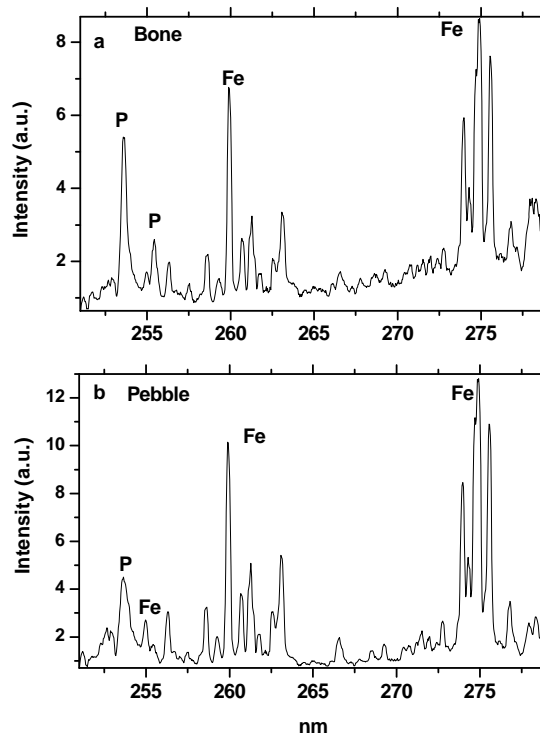 a Bone
Fe
Fe
P
P
Intensity (a.u.)
8
6
4
2
255 260 265 270 275
b Pebble
Fe
Fe
P
Fe
Intensity (a.u.)
12
10
8
6
4
2
255 260 265 270 275
nm